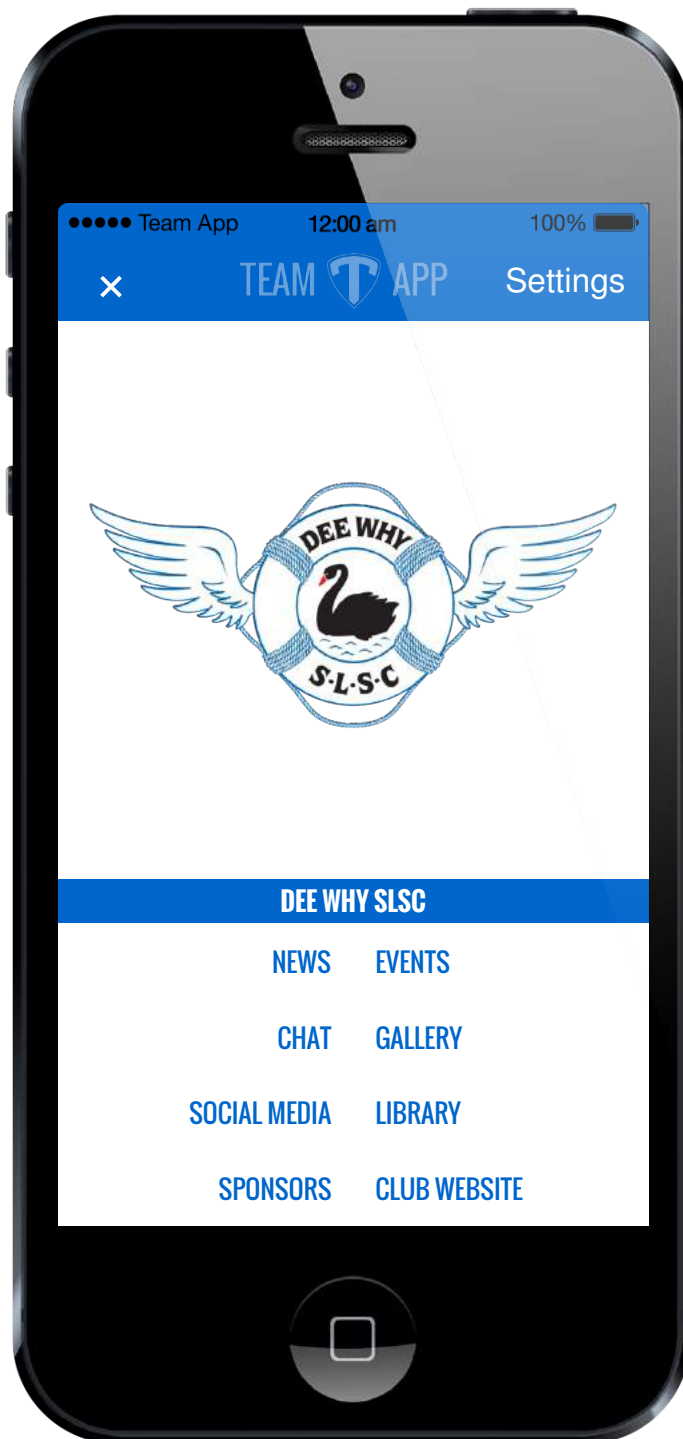 ●●●●● Team App 12:00 am 100%
× TEAM T APP Settings
DEE WHY
S·L·S·C
DEE WHY SLSC
NEWS EVENTS
CHAT GALLERY
SOCIAL MEDIA LIBRARY
SPONSORS CLUB WEBSITE